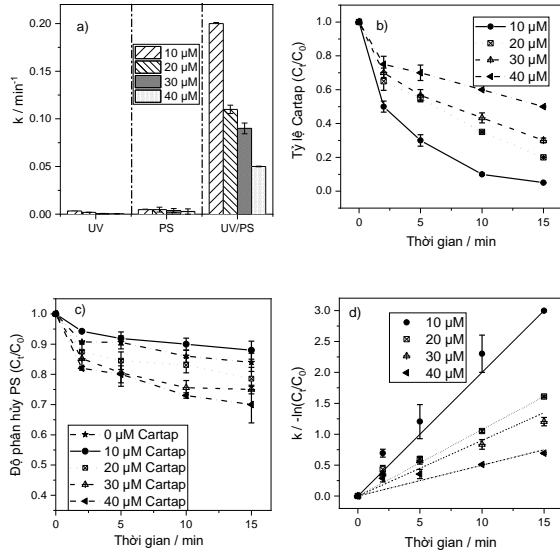 a)
k / min⁻¹
0.20
0.15
0.10
0.05
0.00
10 µM
20 µM
30 µM
40 µM
UV
PS
UV/PS
b)
Tỷ lệ Cartap (Cₜ/C₀)
1.0
0.8
0.6
0.4
0.2
0.0
10 µM
20 µM
30 µM
40 µM
0
5
10
15
Thời gian / min
c)
Độ phân hủy PS (Cₜ/C₀)
1.0
0.9
0.8
0.7
0.6
0.5
0.4
0 µM Cartap
10 µM Cartap
20 µM Cartap
30 µM Cartap
40 µM Cartap
0
5
10
15
Thời gian / min
d)
k / -ln(Cₜ/C₀)
3.0
2.5
2.0
1.5
1.0
0.5
0.0
10 µM
20 µM
30 µM
40 µM
0
5
10
15
Thời gian / min